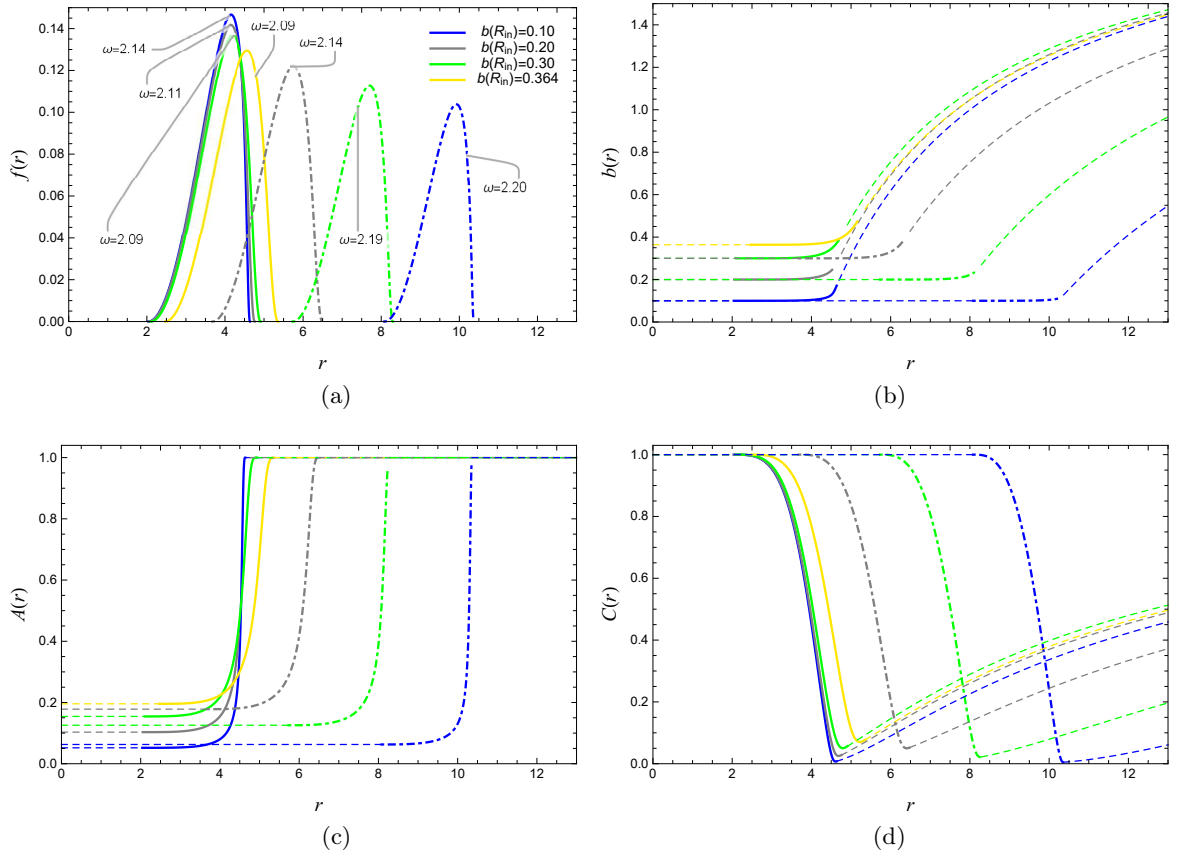 0.14
0.12
0.10
0.08
0.06
0.04
0.02
0.00
f(r)
0 2 4 6 8 10 12
r
ω=2.14
ω=2.11
ω=2.09
ω=2.09
ω=2.14
ω=2.19
ω=2.20
b(Rin)=0.10
b(Rin)=0.20
b(Rin)=0.30
b(Rin)=0.364
(a)
1.4
1.2
1.0
0.8
0.6
0.4
0.2
0.0
b(r)
0 2 4 6 8 10 12
r
(b)
1.0
0.8
0.6
0.4
0.2
0.0
A(r)
0 2 4 6 8 10 12
r
(c)
1.0
0.8
0.6
0.4
0.2
0.0
C(r)
0 2 4 6 8 10 12
r
(d)